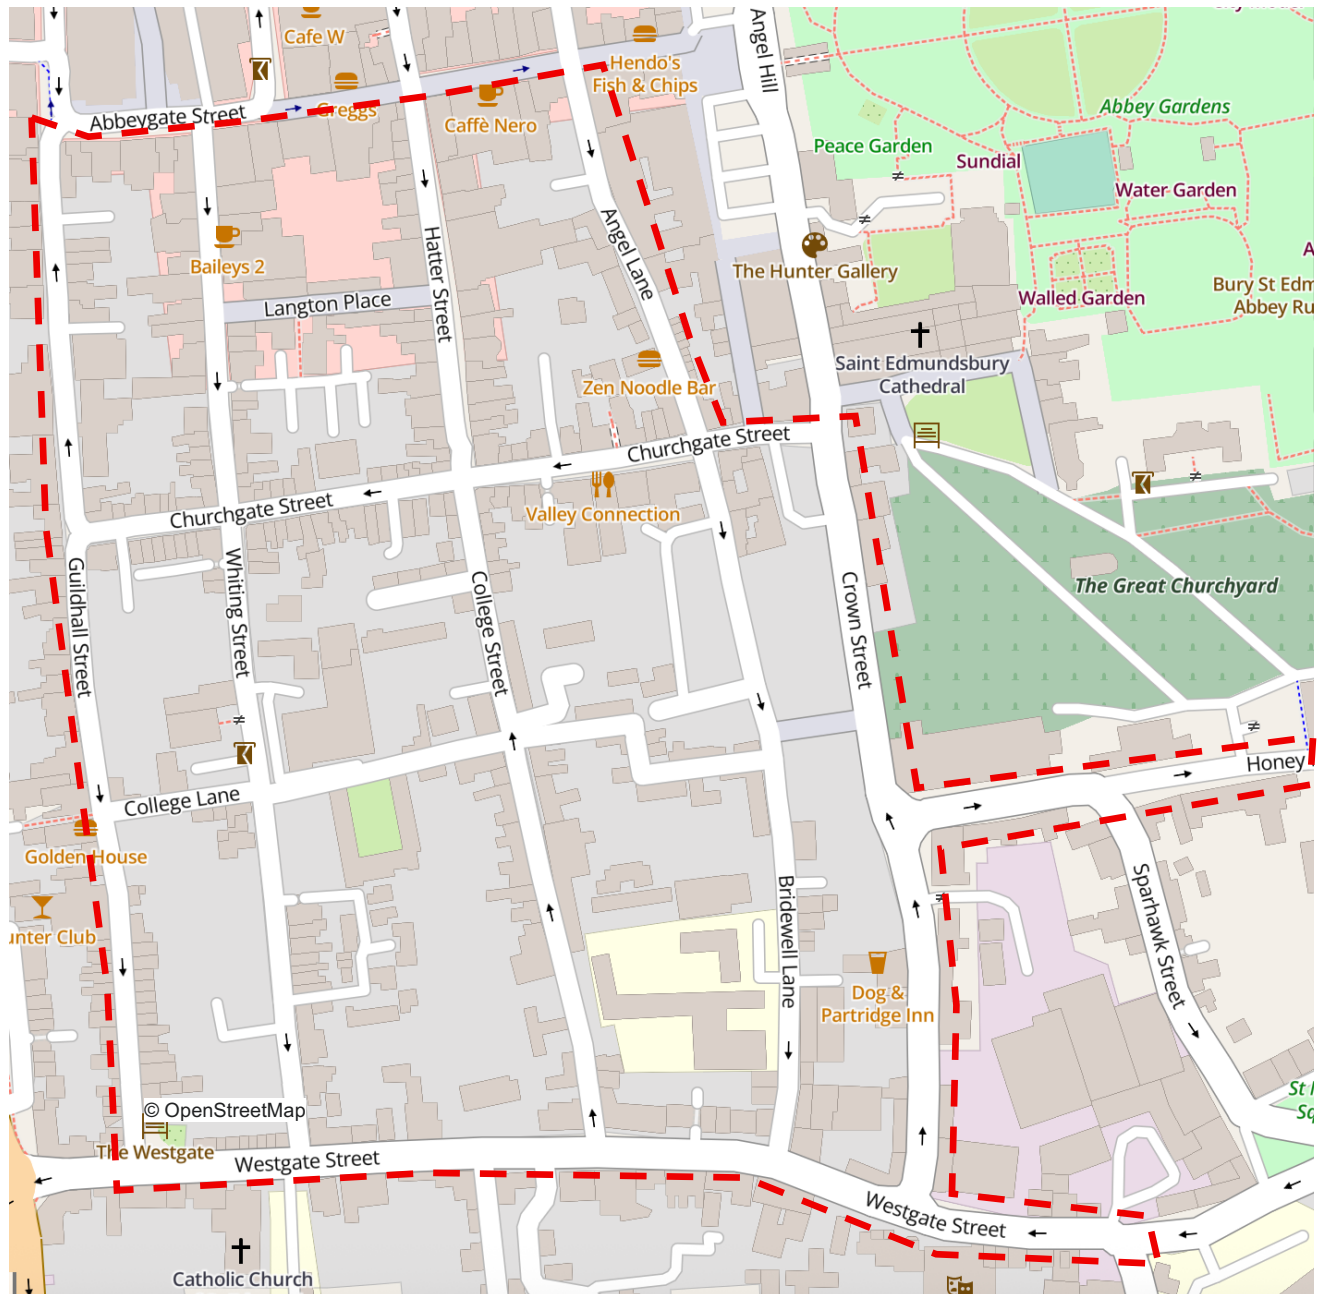 Cafe W
Greggs
Abbeygate Street
Caffè Nero
Hendo's
Fish & Chips
Angel Hill
Abbey Gardens
Peace Garden
Sundial
Water Garden
Baileys 2
Hatter Street
Angel Lane
The Hunter Gallery
Langton Place
Walled Garden
Bury St Edm
Abbey Ru
Saint Edmundsbury
Cathedral
Zen Noodle Bar
Churchgate Street
Valley Connection
Churchgate Street
Guildhall Street
Whiting Street
College Street
Crown Street
The Great Churchyard
College Lane
Honey
Golden House
unter Club
Bridewell Lane
Sparhawk Street
Dog &
Partridge Inn
© OpenStreetMap
The Westgate
Westgate Street
Westgate Street
Catholic Church